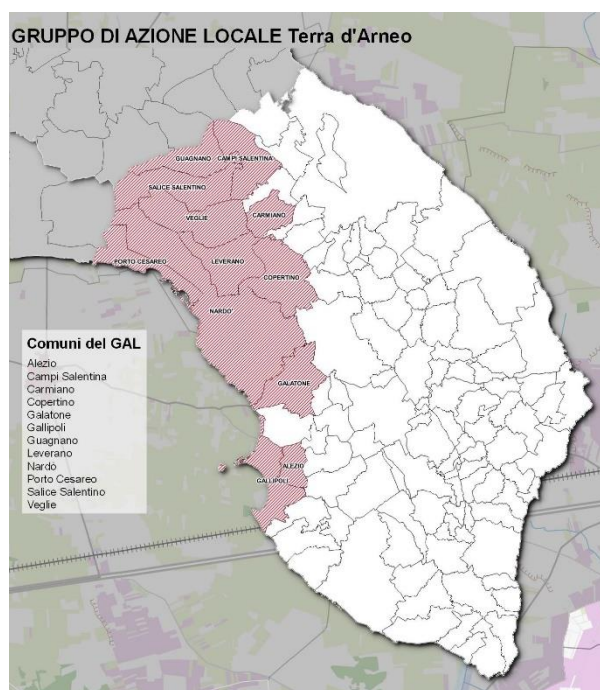 GRUPPO DI AZIONE LOCALE Terra d'Arneo
GUAGNANO
CAMPI SALENTINA
SALICE SALENTINO
VEGLIE
CARMIANO
PORTO CESAREO
LEVERANO
COPERTINO
NARDO'
GALATONE
ALEZIO
GALLIPOLI
Comuni del GAL
Alezio
Campi Salentina
Carmiano
Copertino
Galatone
Gallipoli
Guagnano
Leverano
Nardò
Porto Cesareo
Salice Salentino
Veglie